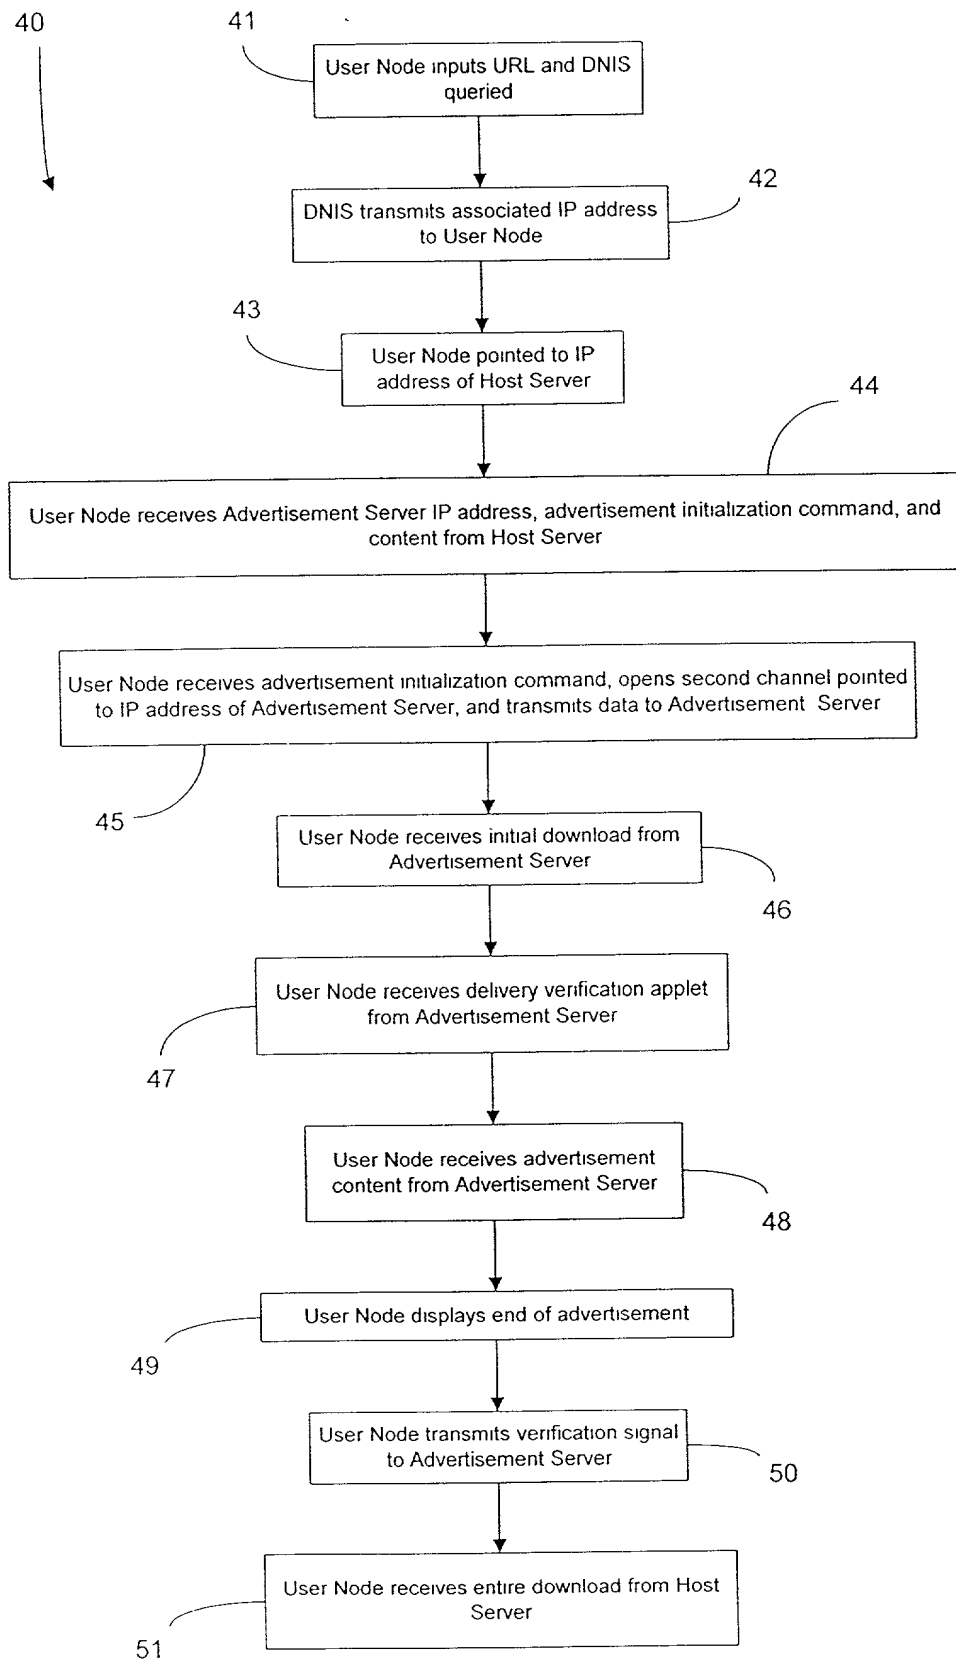 40
41
User Node inputs URL and DNIS
queried
42
DNIS transmits associated IP address
to User Node
43
User Node pointed to IP
address of Host Server
44
User Node receives Advertisement Server IP address, advertisement initialization command, and
content from Host Server
User Node receives advertisement initialization command, opens second channel pointed
to IP address of Advertisement Server, and transmits data to Advertisement Server
45
User Node receives initial download from
Advertisement Server
46
User Node receives delivery verification applet
from Advertisement Server
47
User Node receives advertisement
content from Advertisement Server
48
User Node displays end of advertisement
49
User Node transmits verification signal
to Advertisement Server
50
User Node receives entire download from Host
Server
51